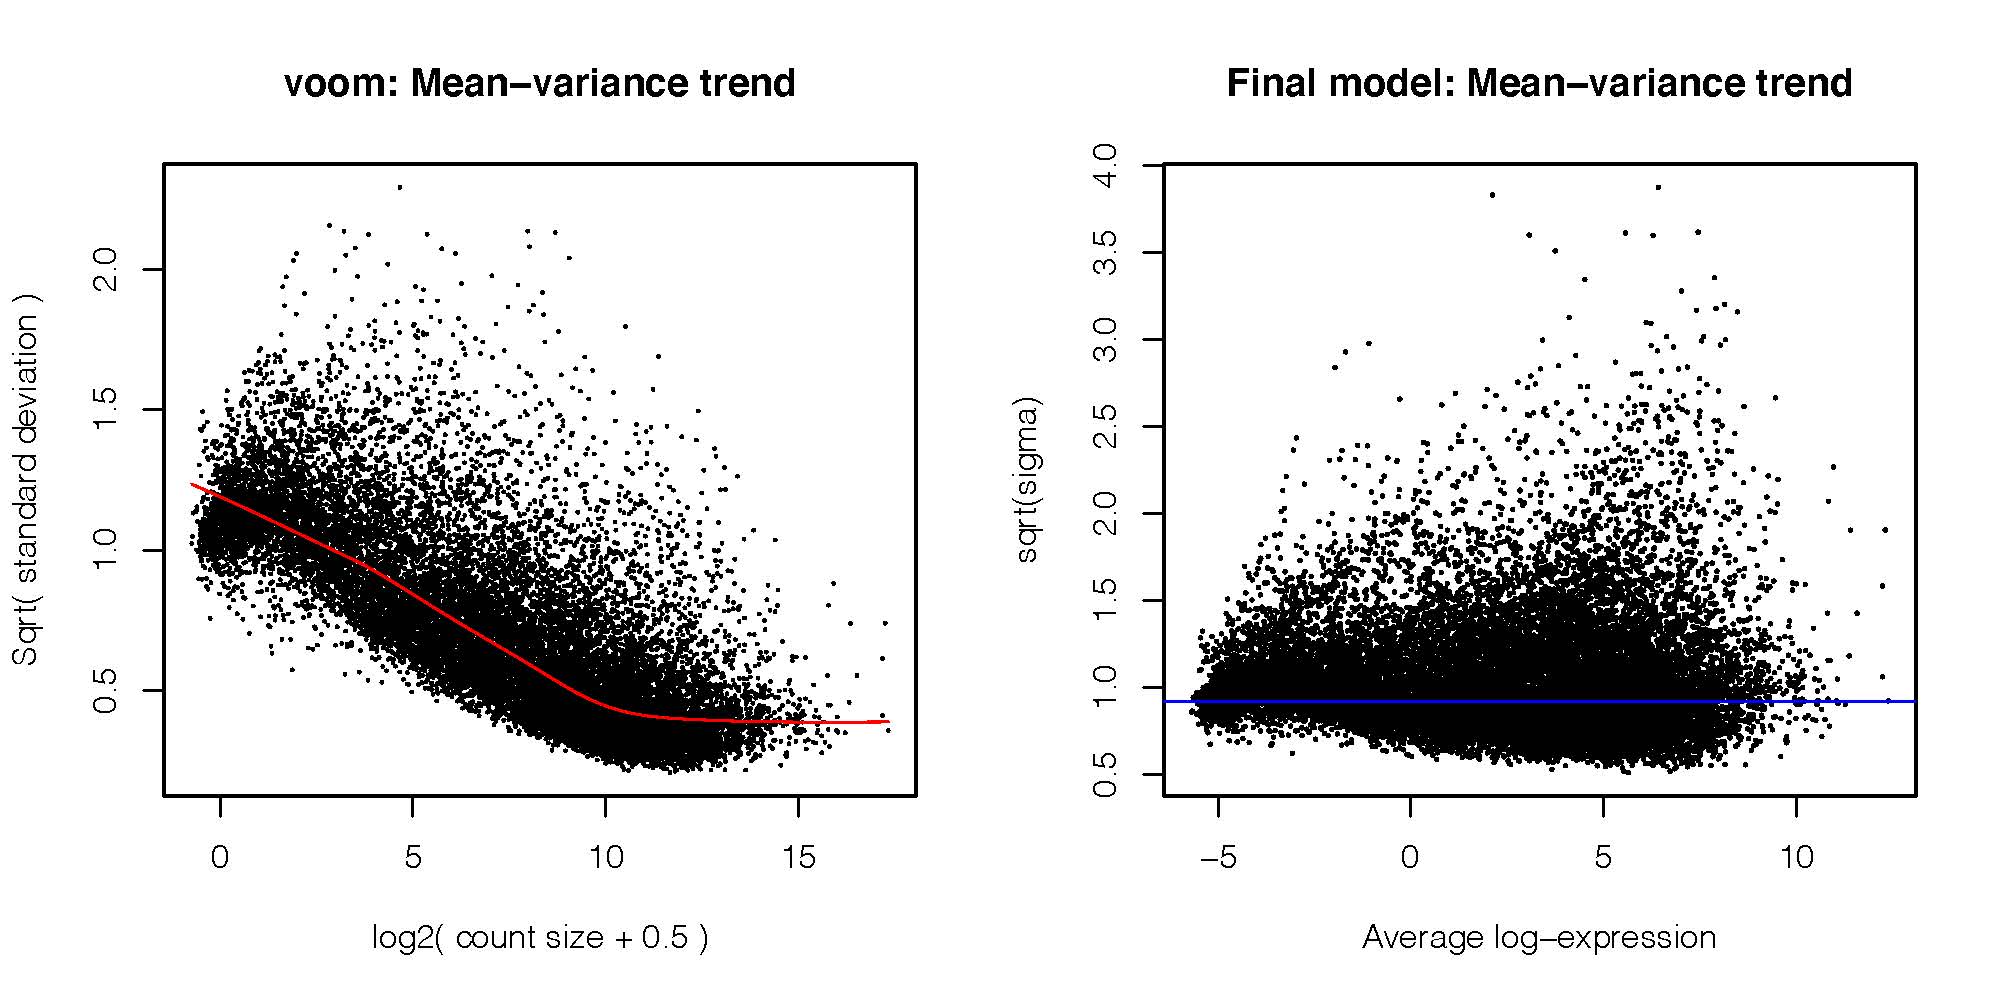 voom: Mean−variance trend
Sqrt( standard deviation )
2.0
1.5
1.0
0.5
0 5 10 15
log2( count size + 0.5 )
Final model: Mean−variance trend
sqrt(sigma)
4.0
3.5
3.0
2.5
2.0
1.5
1.0
0.5
−5 0 5 10
Average log−expression